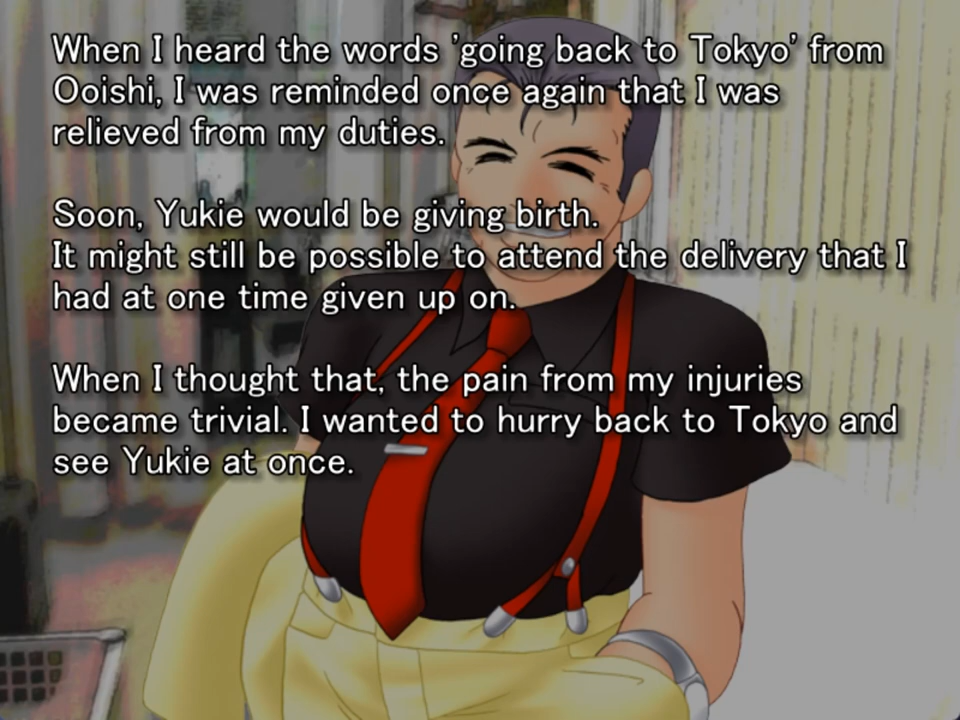 When I heard the words 'going back to Tokyo' from
Ooishi, I was reminded once again that I was
relieved from my duties.
Soon, Yukie would be giving birth.
It might still be possible to attend the delivery that I
had at one time given up on.
When I thought that, the pain from my injuries
became trivial. I wanted to hurry back to Tokyo and
see Yukie at once.